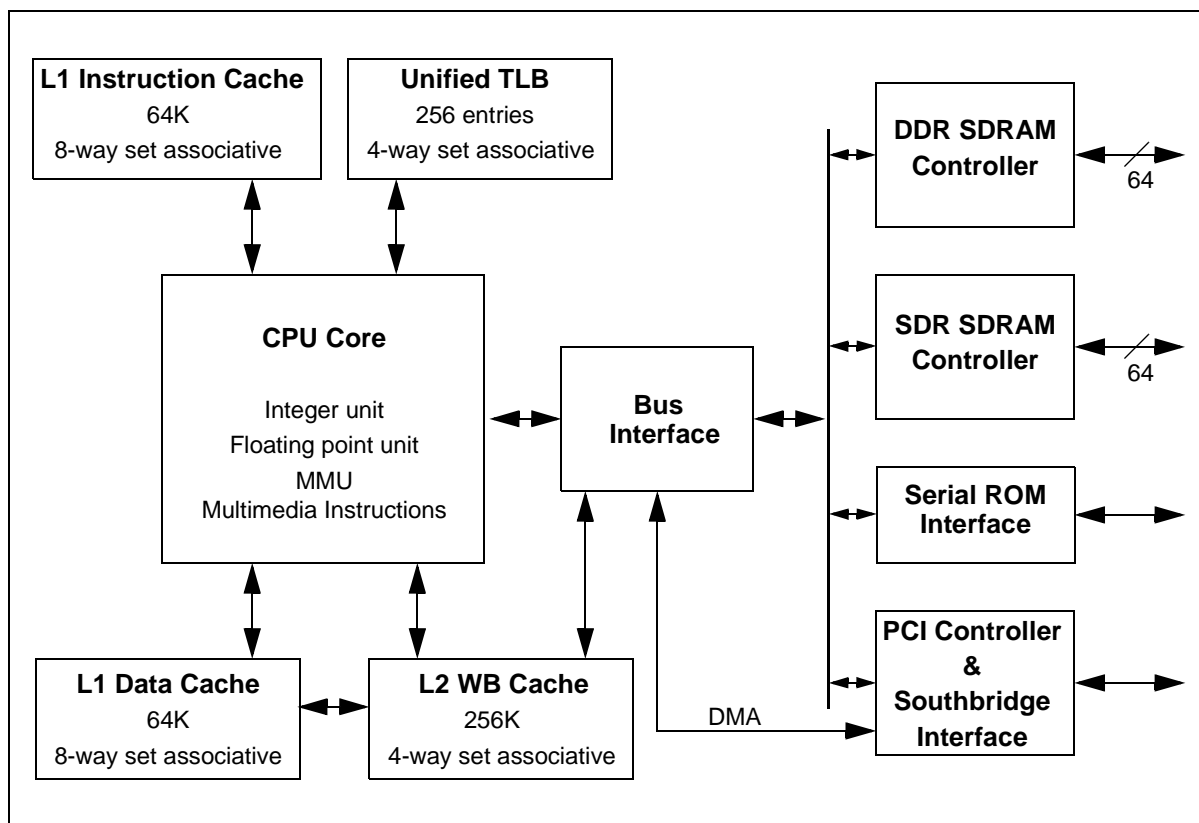 L1 Instruction Cache
64K
8-way set associative
Unified TLB
256 entries
4-way set associative
CPU Core
Integer unit
Floating point unit
MMU
Multimedia Instructions
L1 Data Cache
64K
8-way set associative
L2 WB Cache
256K
4-way set associative
Bus
Interface
DMA
DDR SDRAM
Controller
64
SDR SDRAM
Controller
64
Serial ROM
Interface
PCI Controller
&
Southbridge
Interface